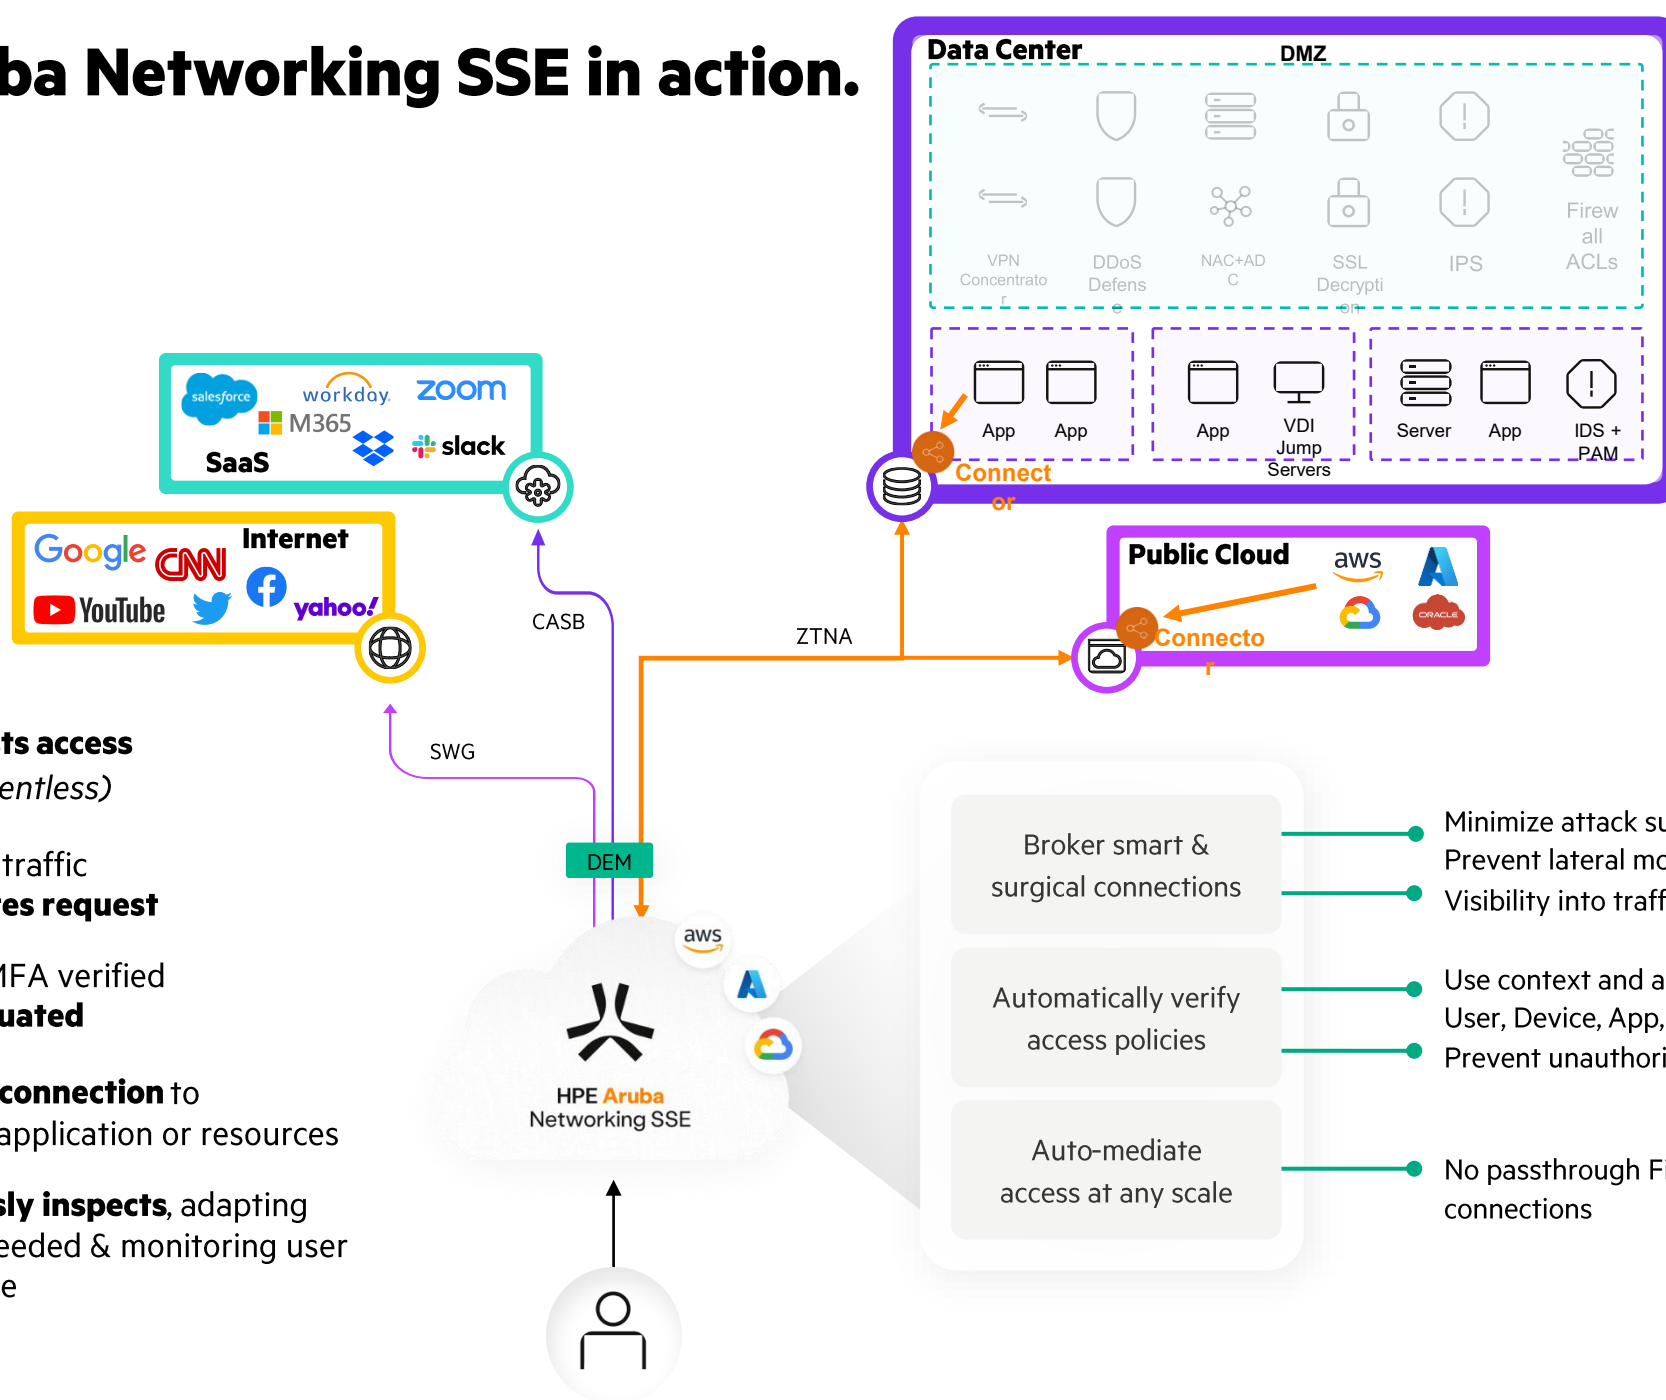 ba Networking SSE in action.
Data Center
DMZ
VPN
Concentrato
r
DDoS
Defens
e
NAC+AD
C
SSL
Decrypti
on
IPS
Firew
all
ACLs
App
App
App
VDI
Jump
Servers
Server
App
IDS +
PAM
Connect
or
salesforce
workday.
zoom
M365
slack
SaaS
Google
CNN
Internet
YouTube
yahoo!
Public Cloud
aws
ORACLE
Connecto
r
CASB
ZTNA
SWG
DEM
ts access
entless)
traffic
tes request
MFA verified
uated
connection to
application or resources
sly inspects, adapting
eeded & monitoring user
e
aws
HPE Aruba
Networking SSE
Broker smart &
surgical connections
Automatically verify
access policies
Auto-mediate
access at any scale
Minimize attack su
Prevent lateral mo
Visibility into traff
Use context and a
User, Device, App,
Prevent unauthori
No passthrough Fi
connections